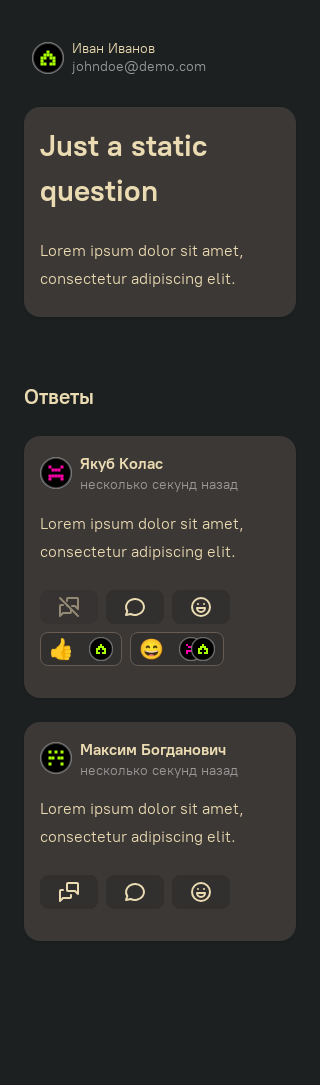 Иван Иванов
johndoe@demo.com
Just a static
question
Lorem ipsum dolor sit amet,
consectetur adipiscing elit.
Ответы
Якуб Колас
несколько секунд назад
Lorem ipsum dolor sit amet,
consectetur adipiscing elit.
Максим Богданович
несколько секунд назад
Lorem ipsum dolor sit amet,
consectetur adipiscing elit.